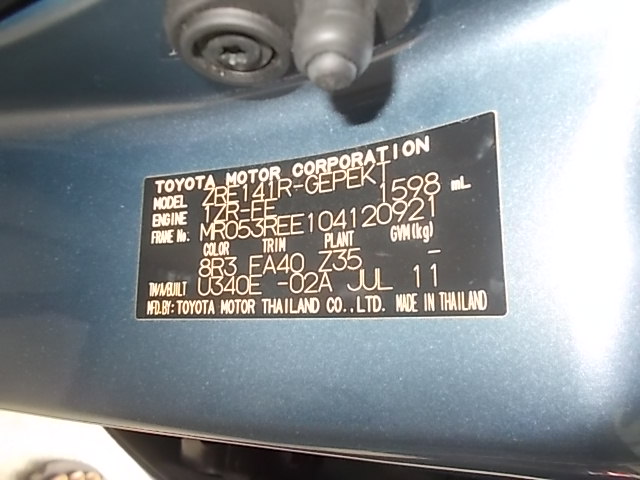 TOYOTA MOTOR CORPORATION
MODEL ZRE141R-GEPEKT
ENGINE 1ZR-FE 1598 mL
FRAME No. MR053REE104120921
COLOR TRIM PLANT GVM(kg)
8R3 FA40 Z35 -
T/A/BUILT U340E -02A JUL 11
MFD.BY: TOYOTA MOTOR THAILAND CO.,LTD. MADE IN THAILAND